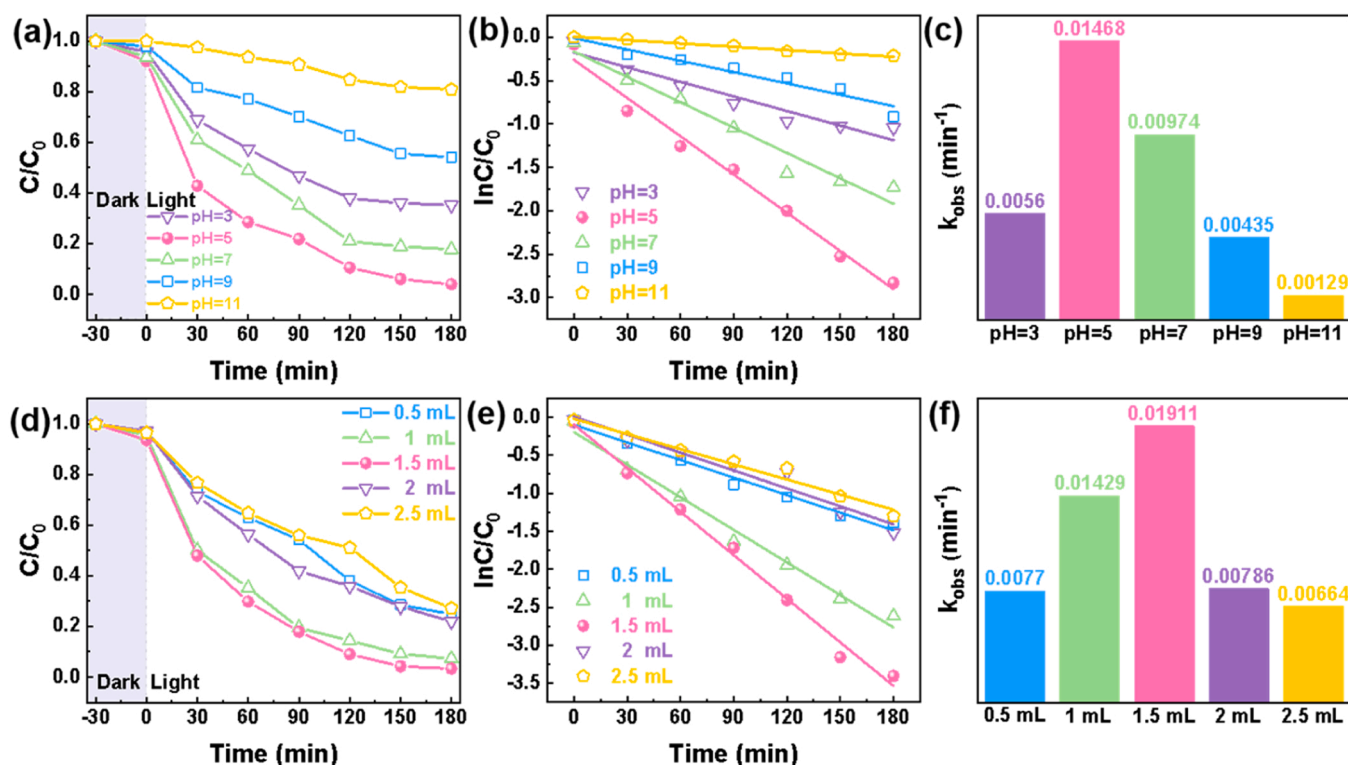 (a)
C/C0
1.0
0.8
0.6
0.4
0.2
0.0
Dark Light
pH=3
pH=5
pH=7
pH=9
pH=11
-30 0 30 60 90 120 150 180
Time (min)
(b)
lnC/C0
0.0
-0.5
-1.0
-1.5
-2.0
-2.5
-3.0
pH=3
pH=5
pH=7
pH=9
pH=11
0 30 60 90 120 150 180
Time (min)
(c)
kobs (min-1)
0.0056
0.01468
0.00974
0.00435
0.00129
pH=3 pH=5 pH=7 pH=9 pH=11
(d)
C/C0
1.0
0.8
0.6
0.4
0.2
0.0
0.5 mL
1 mL
1.5 mL
2 mL
2.5 mL
Dark Light
-30 0 30 60 90 120 150 180
Time (min)
(e)
lnC/C0
0.0
-0.5
-1.0
-1.5
-2.0
-2.5
-3.0
-3.5
0.5 mL
1 mL
1.5 mL
2 mL
2.5 mL
0 30 60 90 120 150 180
Time (min)
(f)
kobs (min-1)
0.0077
0.01429
0.01911
0.00786
0.00664
0.5 mL 1 mL 1.5 mL 2 mL 2.5 mL